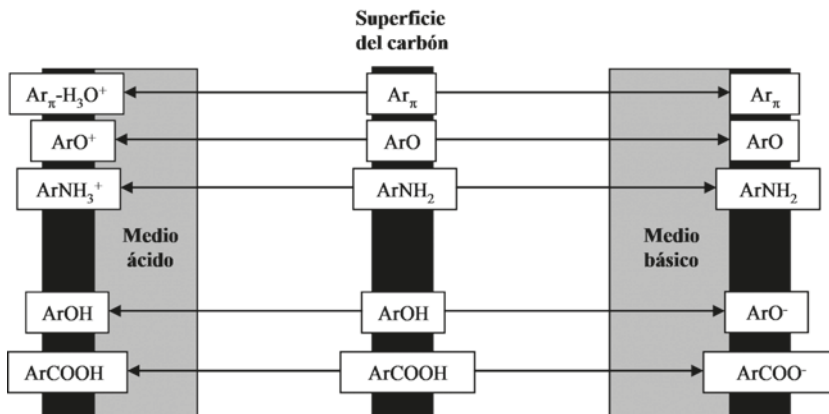 Superficie
del carbón
Arπ-H₃O⁺ Arπ Arπ
ArO⁺ ArO ArO
ArNH₃⁺ ArNH₂ ArNH₂
Medio
ácido
Medio
básico
ArOH ArOH ArO⁻
ArCOOH ArCOOH ArCOO⁻